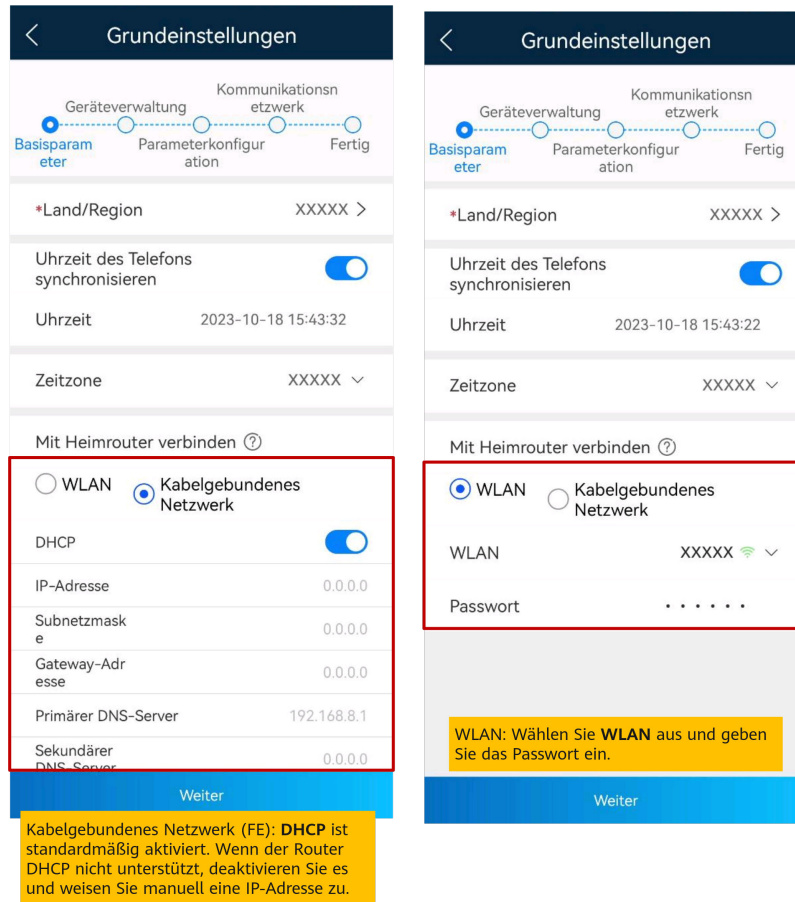 Grundeinstellungen
Kommunikationsn
Geräteverwaltung etzwerk
Basisparam Parameterkonfigur Fertig
eter ation
*Land/Region XXXXX >
Uhrzeit des Telefons
synchronisieren
Uhrzeit 2023-10-18 15:43:32
Zeitzone XXXXX
Mit Heimrouter verbinden ?
WLAN Kabelgebundenes
Netzwerk
DHCP
IP-Adresse 0.0.0.0
Subnetzmask
e 0.0.0.0
Gateway-Adr
esse 0.0.0.0
Primärer DNS-Server 192.168.8.1
Sekundärer
DNS-Server 0.0.0.0
Weiter
Kabelgebundenes Netzwerk (FE): DHCP ist
standardmäßig aktiviert. Wenn der Router
DHCP nicht unterstützt, deaktivieren Sie es
und weisen Sie manuell eine IP-Adresse zu.
Grundeinstellungen
Kommunikationsn
Geräteverwaltung etzwerk
Basisparam Parameterkonfigur Fertig
eter ation
*Land/Region XXXXX >
Uhrzeit des Telefons
synchronisieren
Uhrzeit 2023-10-18 15:43:22
Zeitzone XXXXX
Mit Heimrouter verbinden ?
WLAN Kabelgebundenes
Netzwerk
WLAN XXXXX
Passwort · · · · · ·
WLAN: Wählen Sie WLAN aus und geben
Sie das Passwort ein.
Weiter